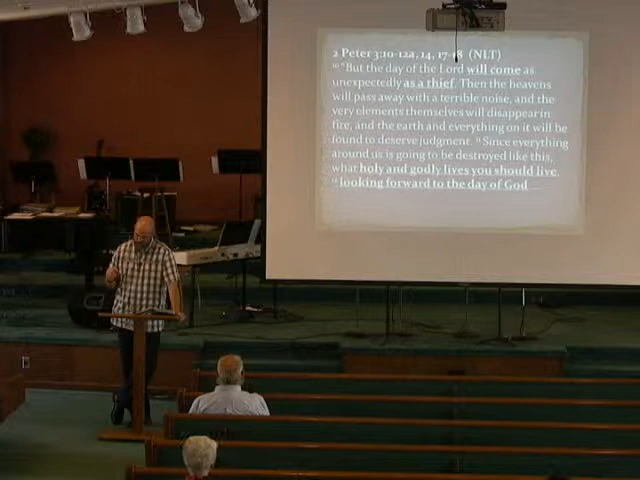 2 Peter 3:10-12a, 14, 17-18 (NLT)
10 "But the day of the Lord will come as
unexpectedly as a thief. Then the heavens
will pass away with a terrible noise, and the
very elements themselves will disappear in
fire, and the earth and everything on it will be
found to deserve judgment. 11 Since everything
around us is going to be destroyed like this,
what holy and godly lives you should live,
12 looking forward to the day of God